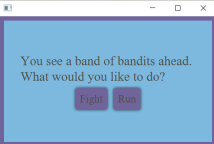 You see a band of bandits ahead.
What would you like to do?
Fight Run